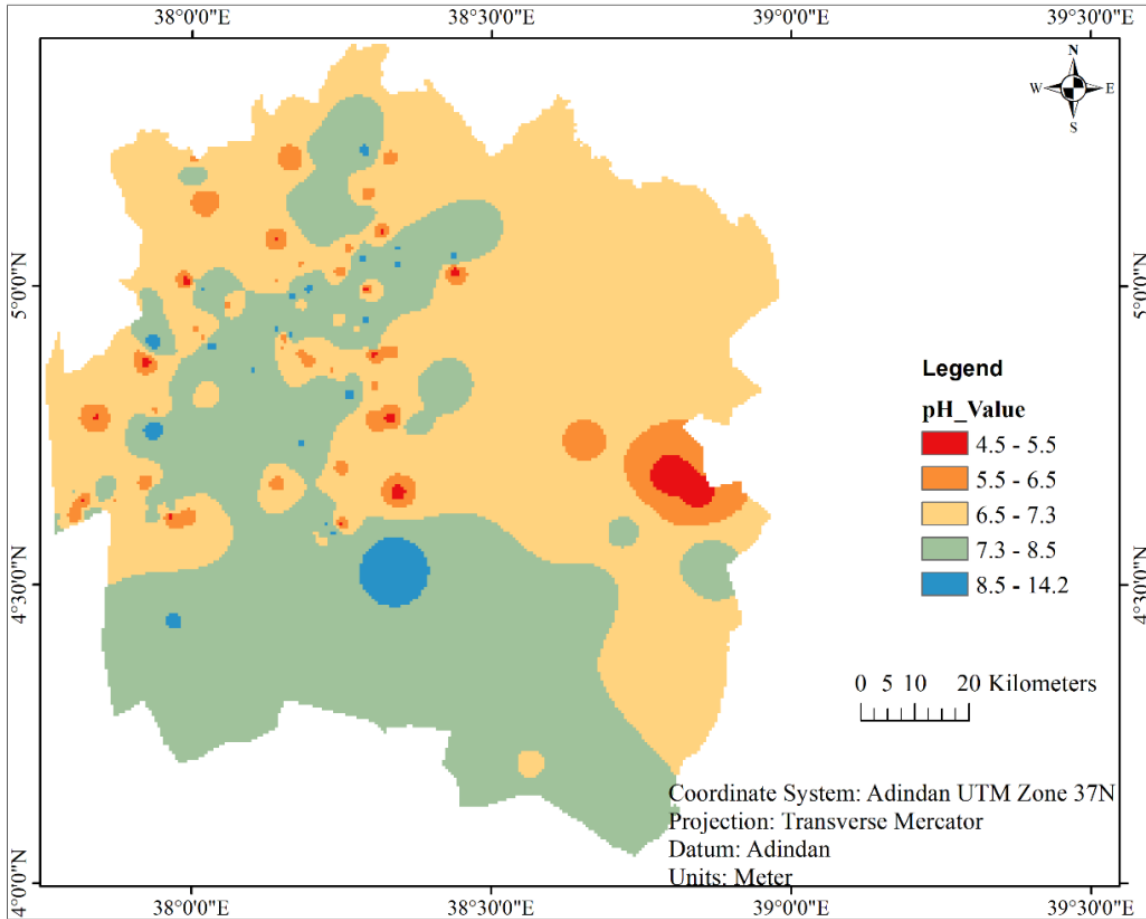 38°0'0"E 38°30'0"E 39°0'0"E 39°30'0"E
N
W E
S
5°0'0"N
5°0'0"N
Legend
pH_Value
4.5 - 5.5
5.5 - 6.5
6.5 - 7.3
7.3 - 8.5
8.5 - 14.2
4°30'0"N
4°30'0"N
0 5 10 20 Kilometers
Coordinate System: Adindan UTM Zone 37N
Projection: Transverse Mercator
Datum: Adindan
Units: Meter
4°0'0"N
4°0'0"N
38°0'0"E 38°30'0"E 39°0'0"E 39°30'0"E